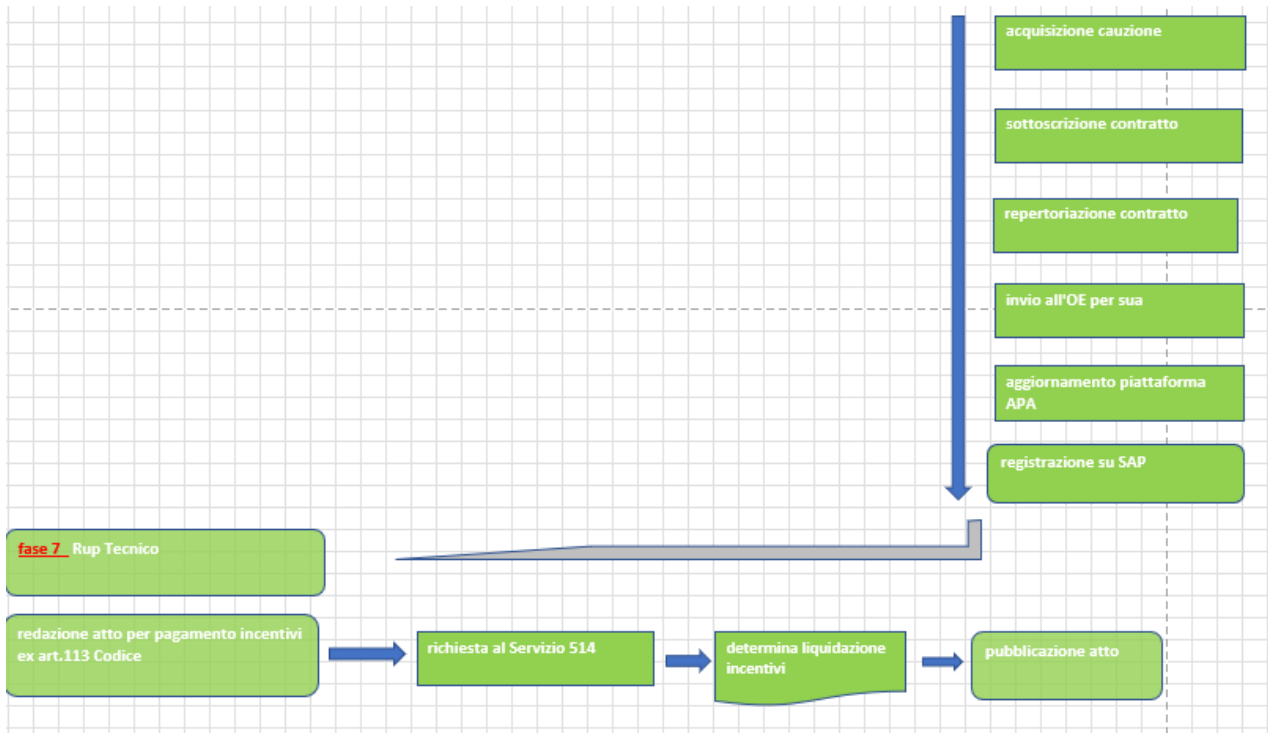 acquisizione cauzione
sottoscrizione contratto
repertoriazione contratto
invio all'OE per sua
aggiornamento piattaforma
APA
registrazione su SAP
fase 7 Rup Tecnico
redazione atto per pagamento incentivi
ex art.113 Codice
richiesta al Servizio 514
determina liquidazione
incentivi
pubblicazione atto